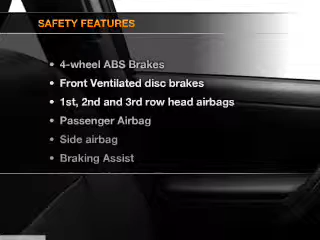 SAFETY FEATURES
• 4-wheel ABS Brakes
• Front Ventilated disc brakes
• 1st, 2nd and 3rd row head airbags
• Passenger Airbag
• Side airbag
• Braking Assist